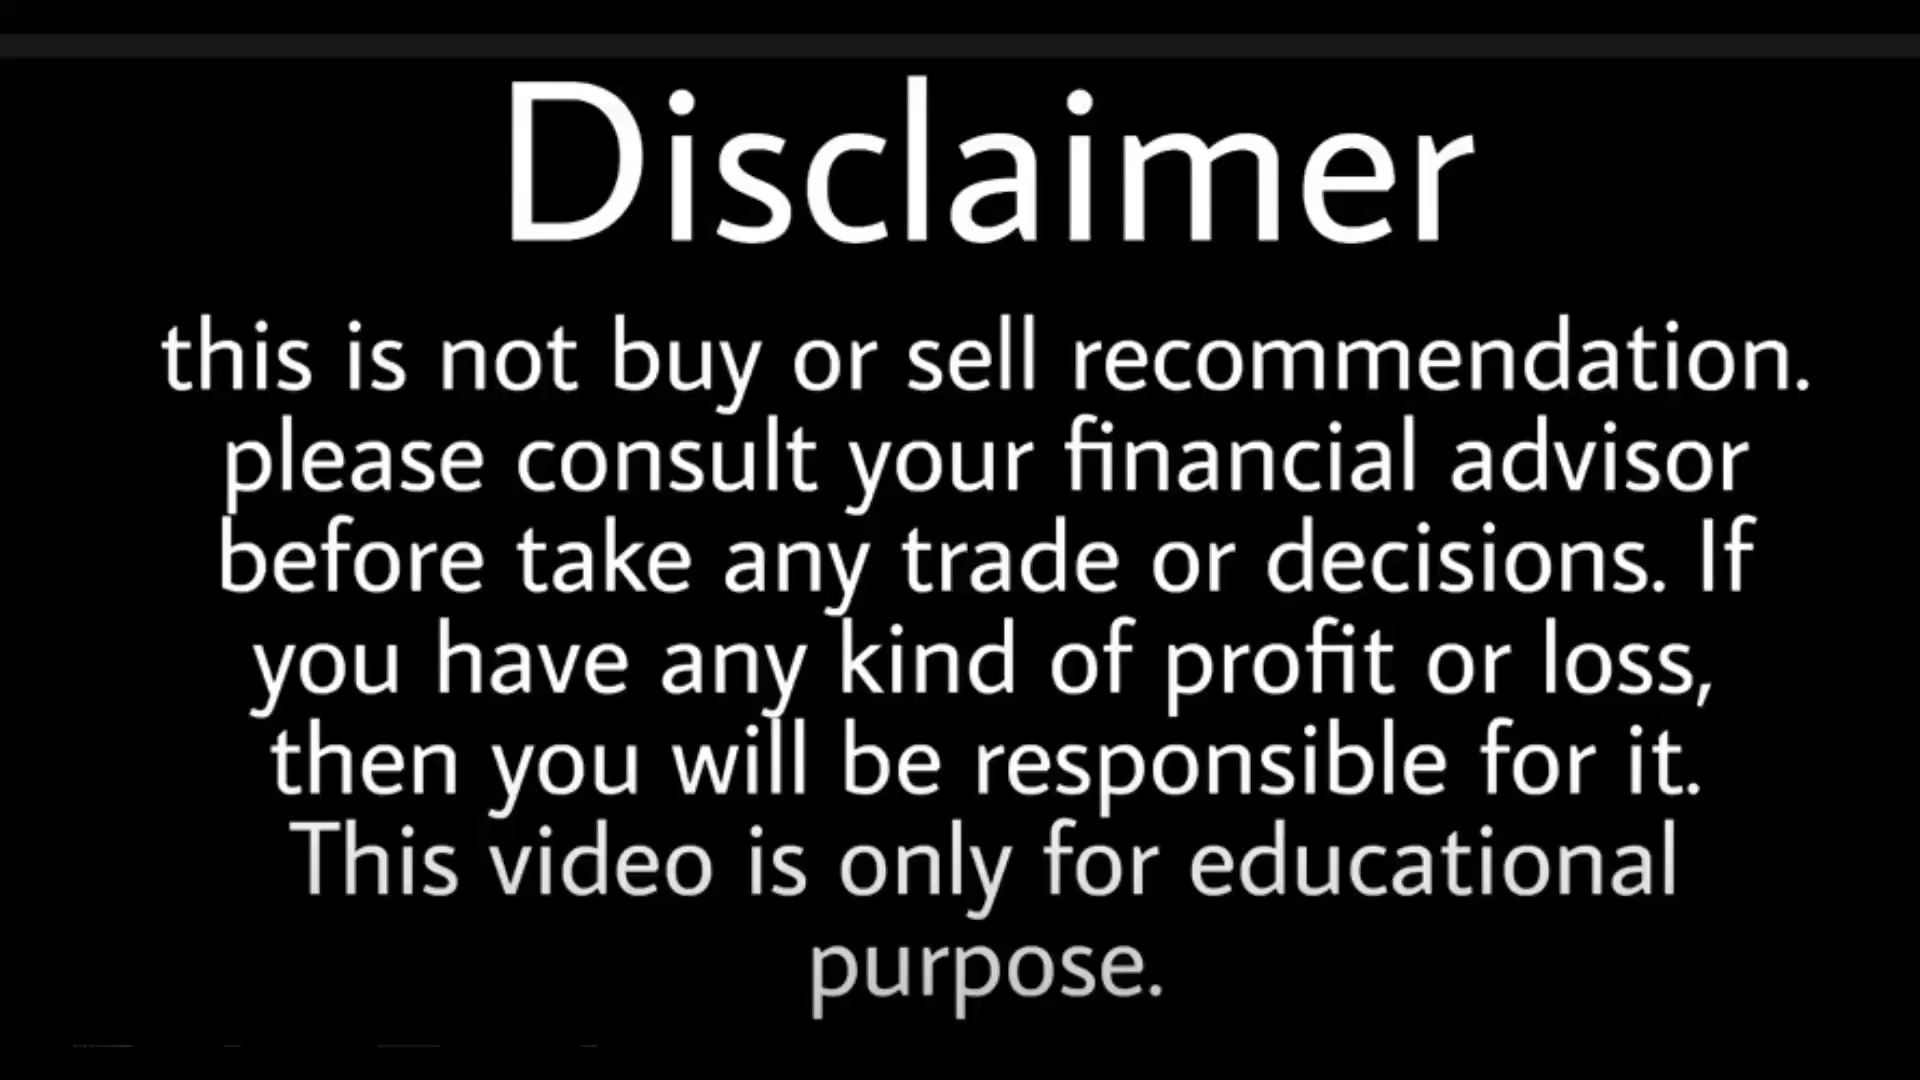 Disclaimer
this is not buy or sell recommendation.
please consult your financial advisor
before take any trade or decisions. If
you have any kind of profit or loss,
then you will be responsible for it.
This video is only for educational
purpose.